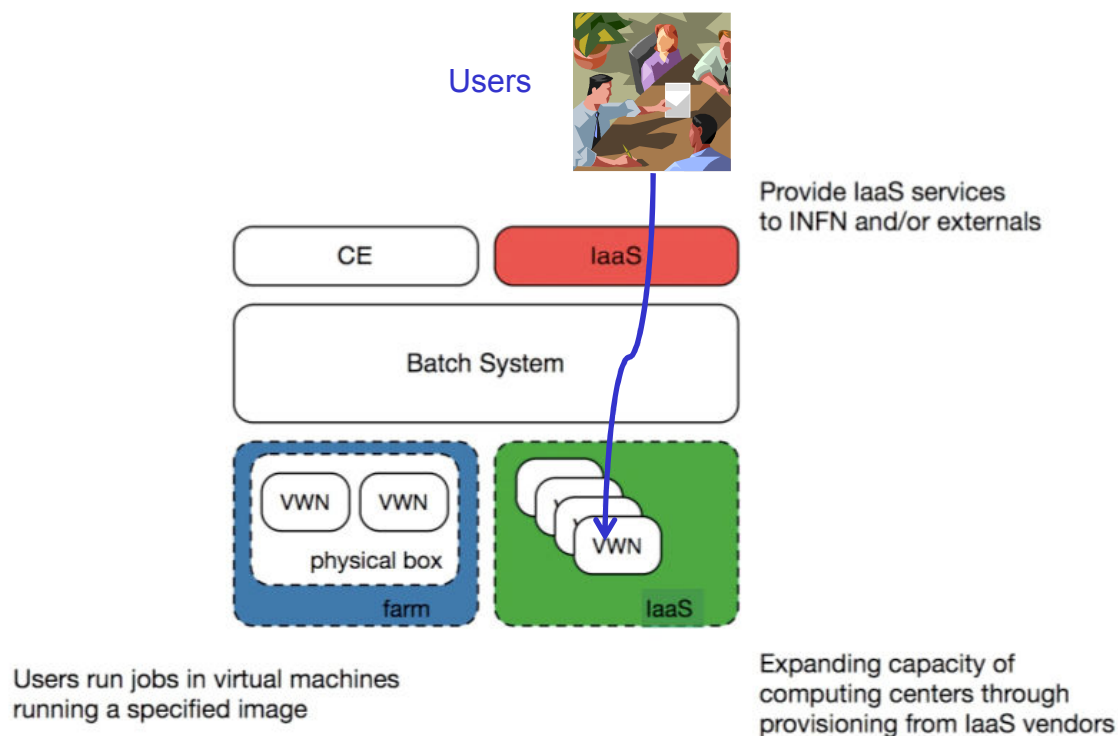 Users
Provide IaaS services
to INFN and/or externals
CE
IaaS
Batch System
VWN
VWN
physical box
farm
VWN
IaaS
Users run jobs in virtual machines
running a specified image
Expanding capacity of
computing centers through
provisioning from IaaS vendors